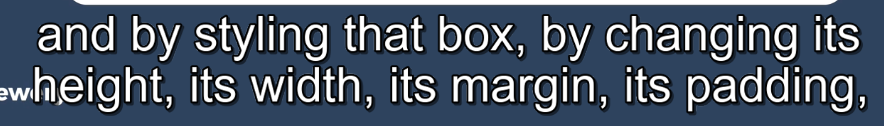 and by styling that box, by changing its
height, its width, its margin, its padding,